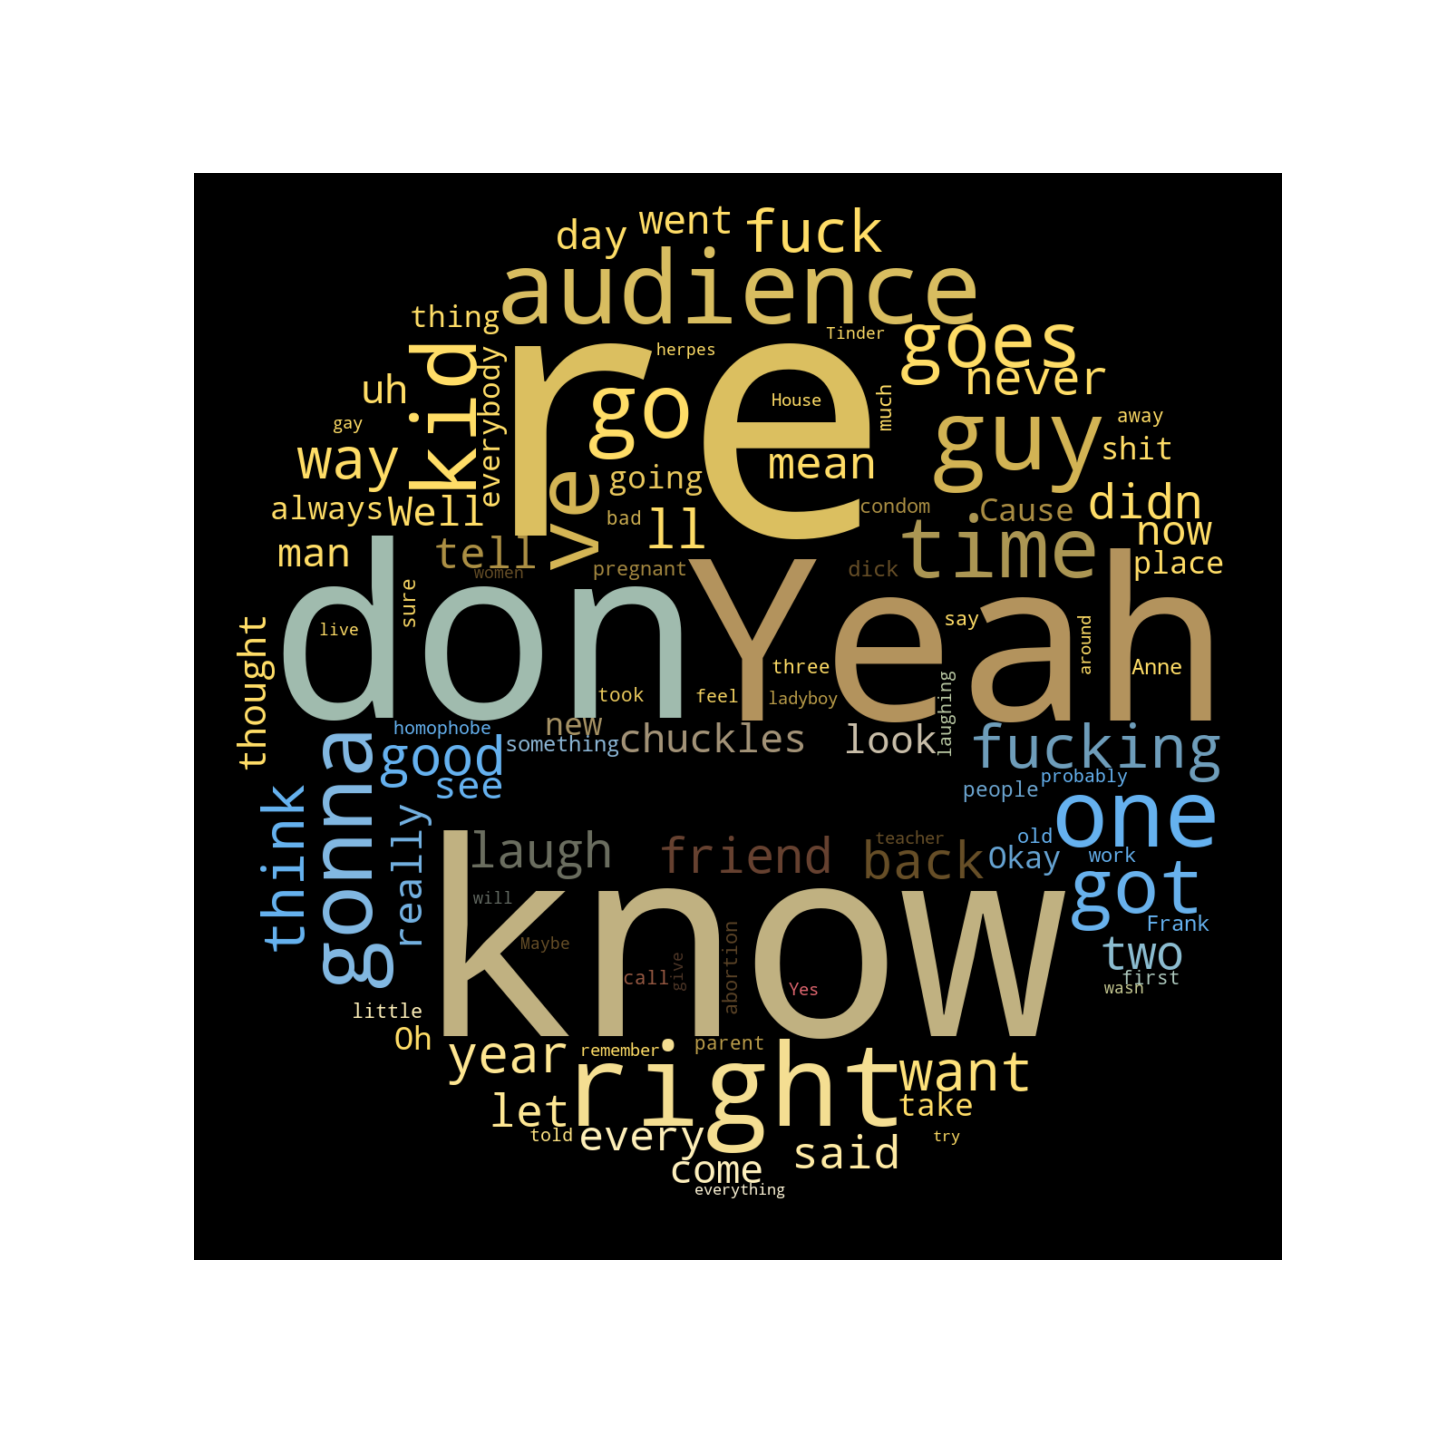 day went fuck
audience
thing
Tinder
goes
re
herpes
kid
everybody
uh
never
go
House
much
gay
guy
away
way
mean
shit
ve
going
always Well
ll
bad
condom
Cause
didn
now
man
tell
time
place
women
pregnant
dick
don
Yeah
sure
live
say
around
thought
three
Anne
took
feel
ladyboy
laughing
homophobe
new
something
chuckles
look
fucking
gonna
good
see
probably
people
think
really
one
laugh
friend
teacher
back
old
Okay
work
got
know
will
Frank
Maybe
call
give
abortion
Yes
two
first
wash
little
Oh
year
remember
parent
right
want
let
take
told
every
said
try
come
everything